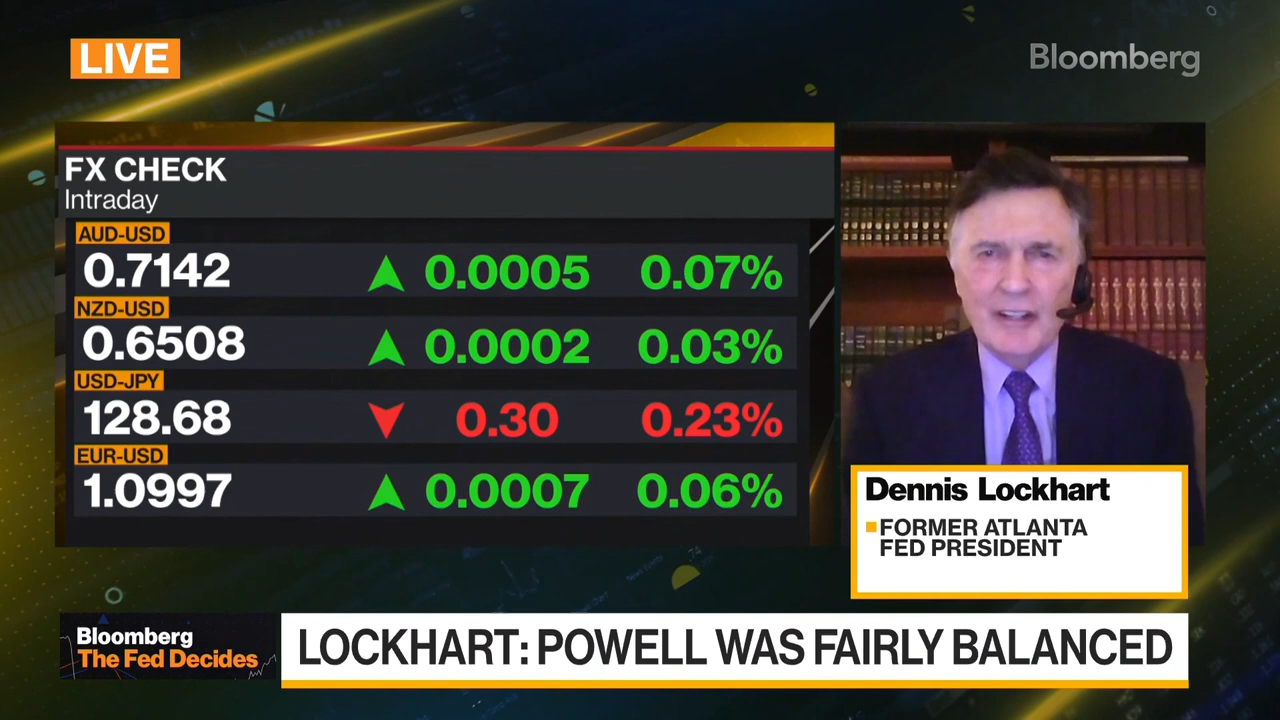 LIVE
Bloomberg
FX CHECK
Intraday
AUD-USD
0.7142 0.0005 0.07%
NZD-USD
0.6508 0.0002 0.03%
USD-JPY
128.68 0.30 0.23%
EUR-USD
1.0997 0.0007 0.06%
Dennis Lockhart
FORMER ATLANTA
FED PRESIDENT
Bloomberg
The Fed Decides
LOCKHART: POWELL WAS FAIRLY BALANCED